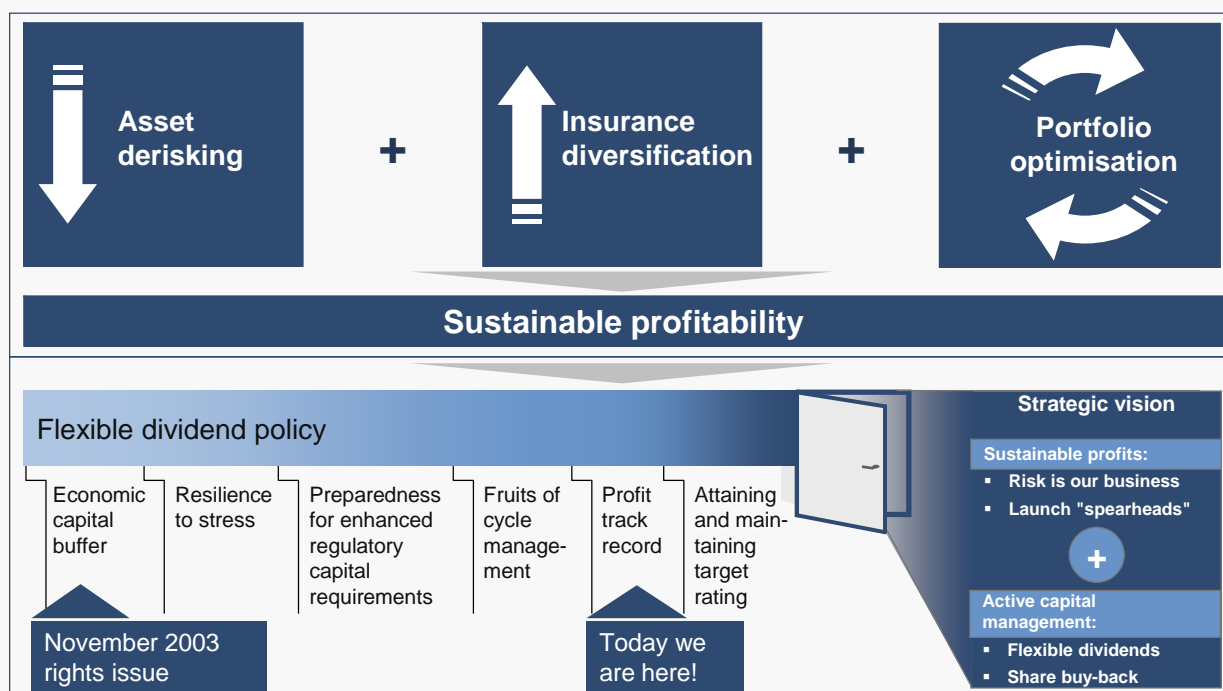 Asset
derisking
+
Insurance
diversification
+
Portfolio
optimisation
Sustainable profitability
Flexible dividend policy
Economic
capital
buffer
Resilience
to stress
Preparedness
for enhanced
regulatory
capital
requirements
Fruits of
cycle
manage-
ment
Profit
track
record
Attaining
and main-
taining
target
rating
November 2003
rights issue
Today we
are here!
Strategic vision
Sustainable profits:
▪ Risk is our business
▪ Launch "spearheads"
+
Active capital
management:
▪ Flexible dividends
▪ Share buy-back